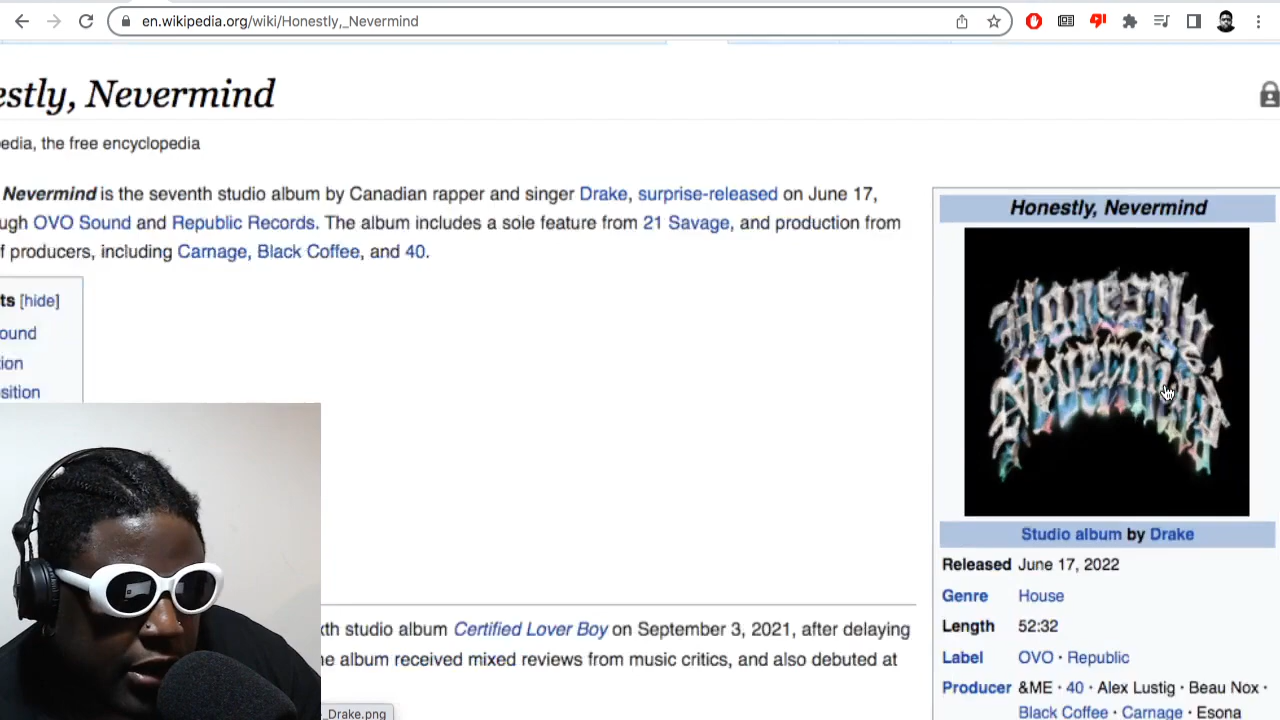 en.wikipedia.org/wiki/Honestly,_Nevermind
estly, Nevermind
pedia, the free encyclopedia
Nevermind is the seventh studio album by Canadian rapper and singer Drake, surprise-released on June 17,
ugh OVO Sound and Republic Records. The album includes a sole feature from 21 Savage, and production from
f producers, including Carnage, Black Coffee, and 40.
ts [hide]
ound
tion
sition
xth studio album Certified Lover Boy on September 3, 2021, after delaying
he album received mixed reviews from music critics, and also debuted at
_Drake.png
Honestly, Nevermind
Honestly
Nevermind
Studio album by Drake
Released June 17, 2022
Genre House
Length 52:32
Label OVO · Republic
Producer &ME · 40 · Alex Lustig · Beau Nox ·
Black Coffee · Carnage · Esona